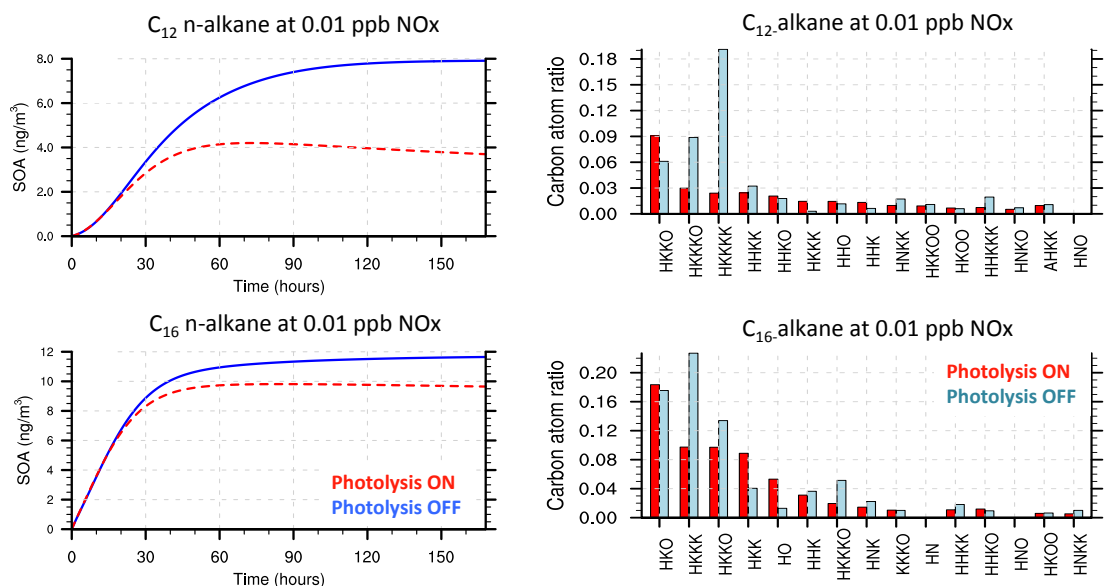 C12 n-alkane at 0.01 ppb NOx
8.0
6.0
4.0
2.0
0.0
SOA (ng/m³)
0 30 60 90 120 150
Time (hours)
C12-alkane at 0.01 ppb NOx
0.18
0.15
0.12
0.09
0.06
0.03
0.00
Carbon atom ratio
HKKO HKKKO HKKKK HHKK HHKO HKKK HHO HHK HNKK HKKOO HKOO HHKKK HNKO AHKK HNO
C16 n-alkane at 0.01 ppb NOx
12
10
8
6
4
2
0
SOA (ng/m³)
Photolysis ON
Photolysis OFF
0 30 60 90 120 150
Time (hours)
C16-alkane at 0.01 ppb NOx
0.20
0.16
0.12
0.08
0.04
0.00
Carbon atom ratio
Photolysis ON
Photolysis OFF
HKO HKKK HKKO HKK HO HHK HKKKO HNK KKKO HN HHKK HHKO HNO HKOO HNKK